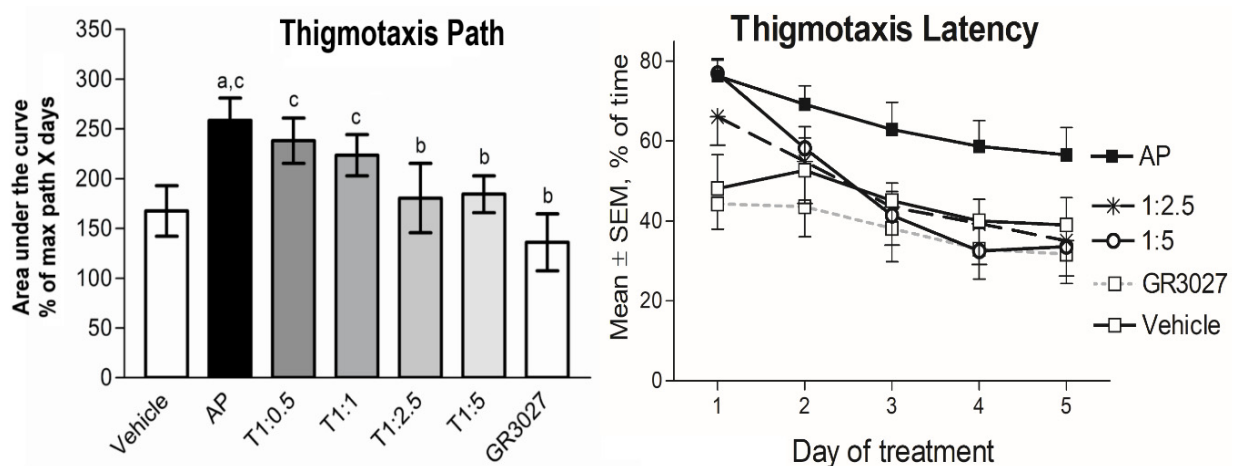 Thigmotaxis Path
Area under the curve
% of max path X days
350
300
250
200
150
100
50
0
a,c
c
c
b
b
b
Vehicle
AP
T1:0.5
T1:1
T1:2.5
T1:5
GR3027
Thigmotaxis Latency
Mean ± SEM, % of time
80
60
40
20
0
1
2
3
4
5
Day of treatment
AP
1:2.5
1:5
GR3027
Vehicle